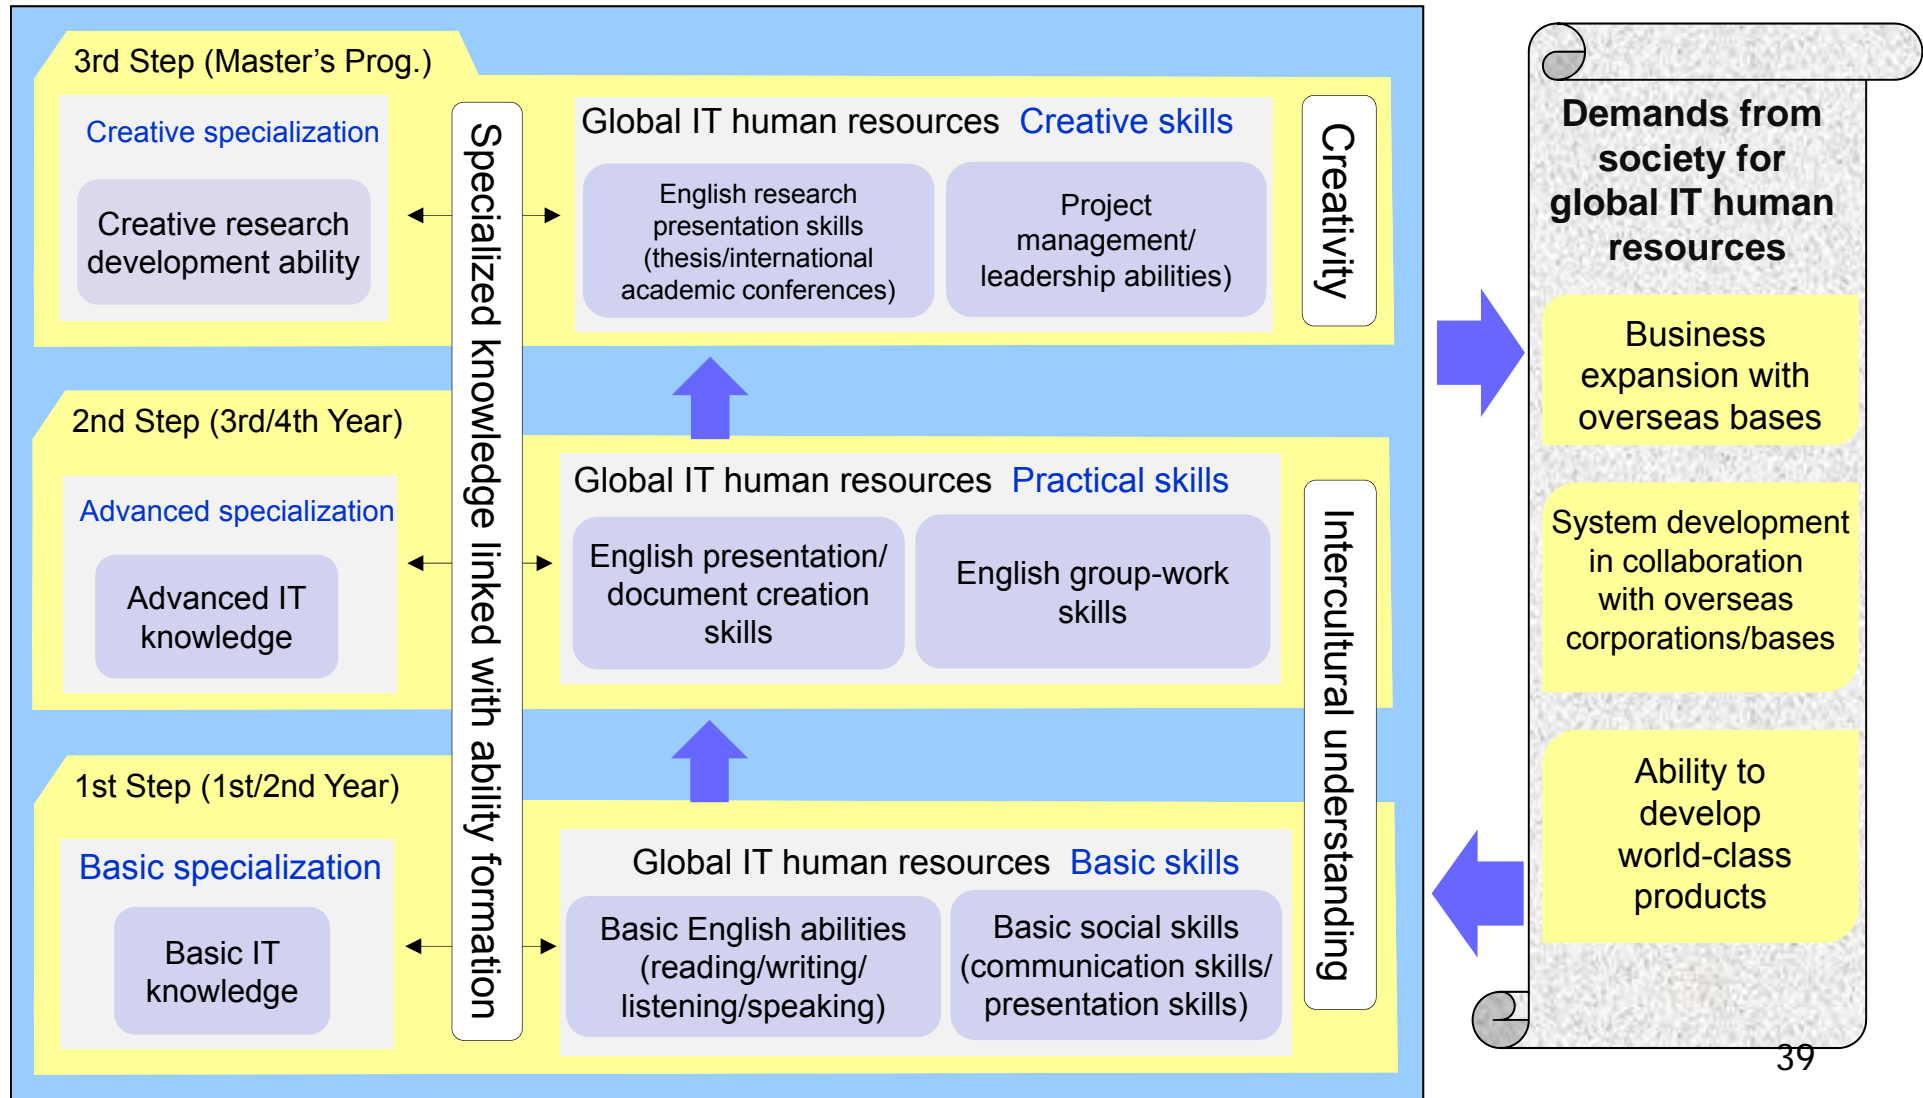 3rd Step (Master’s Prog.)
Creative specialization
Creative research
development ability
Specialized knowledge linked with ability formation
Global IT human resources Creative skills
English research
presentation skills
(thesis/international
academic conferences)
Project
management/
leadership abilities)
Creativity
2nd Step (3rd/4th Year)
Advanced specialization
Advanced IT
knowledge
Global IT human resources Practical skills
English presentation/
document creation
skills
English group-work
skills
Intercultural understanding
1st Step (1st/2nd Year)
Basic specialization
Basic IT
knowledge
Global IT human resources Basic skills
Basic English abilities
(reading/writing/
listening/speaking)
Basic social skills
(communication skills/
presentation skills)
Demands from
society for
global IT human
resources
Business
expansion with
overseas bases
System development
in collaboration
with overseas
corporations/bases
Ability to
develop
world-class
products
39